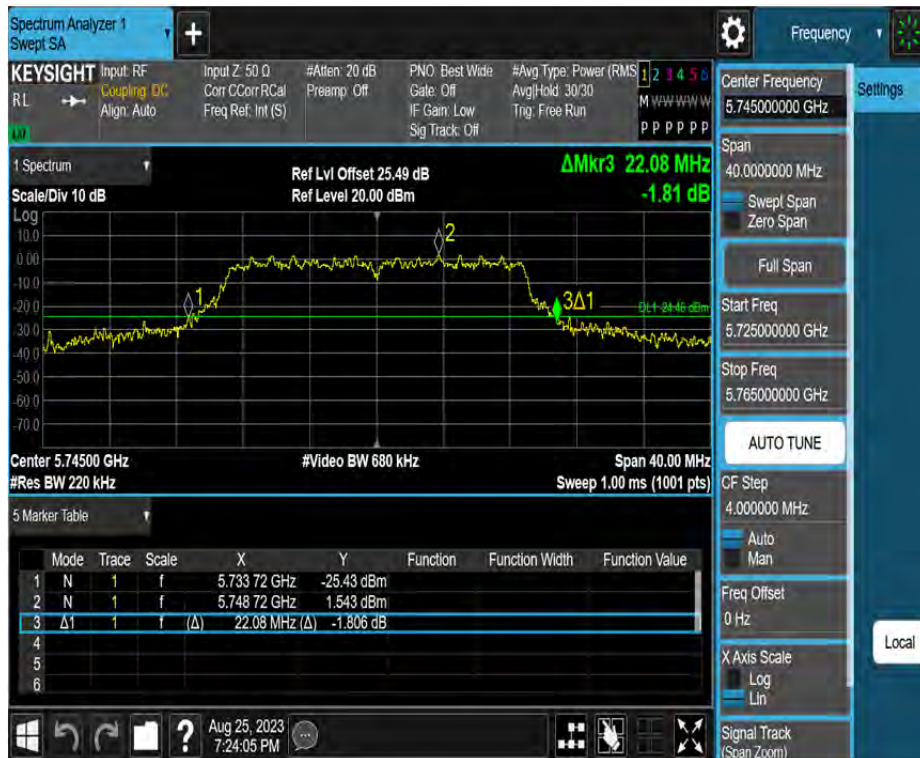 Spectrum Analyzer 1
Swept SA
+
Frequency
KEYSIGHT
RL
Input: RF
Coupling: DC
Align: Auto
Input Z: 50 Ω
Corr CCorr RCal
Freq Ref: Int (S)
#Atten: 20 dB
Preamp: Off
PNO: Best Wide
Gate: Off
IF Gain: Low
Sig Track: Off
#Avg Type: Power (RMS
Avg|Hold: 30/30
Trig: Free Run
1 2 3 4 5 6
M W W W W W
P P P P P P
1 Spectrum
Scale/Div 10 dB
Ref Lvl Offset 25.49 dB
Ref Level 20.00 dBm
ΔMkr3 22.08 MHz
-1.81 dB
Log
10.0
0.00
-10.0
-20.0
-30.0
-40.0
-50.0
-60.0
-70.0
1
2
3Δ1
DL1 -24.46 dBm
Center 5.74500 GHz
#Video BW 680 kHz
Span 40.00 MHz
#Res BW 220 kHz
Sweep 1.00 ms (1001 pts)
5 Marker Table
Mode Trace Scale X Y Function Function Width Function Value
1 N 1 f 5.733 72 GHz -25.43 dBm
2 N 1 f 5.748 72 GHz 1.543 dBm
3 Δ1 1 f (Δ) 22.08 MHz (Δ) -1.806 dB
4
5
6
?
Aug 25, 2023
7:24:05 PM
Center Frequency
5.745000000 GHz
Span
40.0000000 MHz
Swept Span
Zero Span
Full Span
Start Freq
5.725000000 GHz
Stop Freq
5.765000000 GHz
AUTO TUNE
CF Step
4.000000 MHz
Auto
Man
Freq Offset
0 Hz
X Axis Scale
Log
Lin
Signal Track
(Span Zoom)
Settings
Local